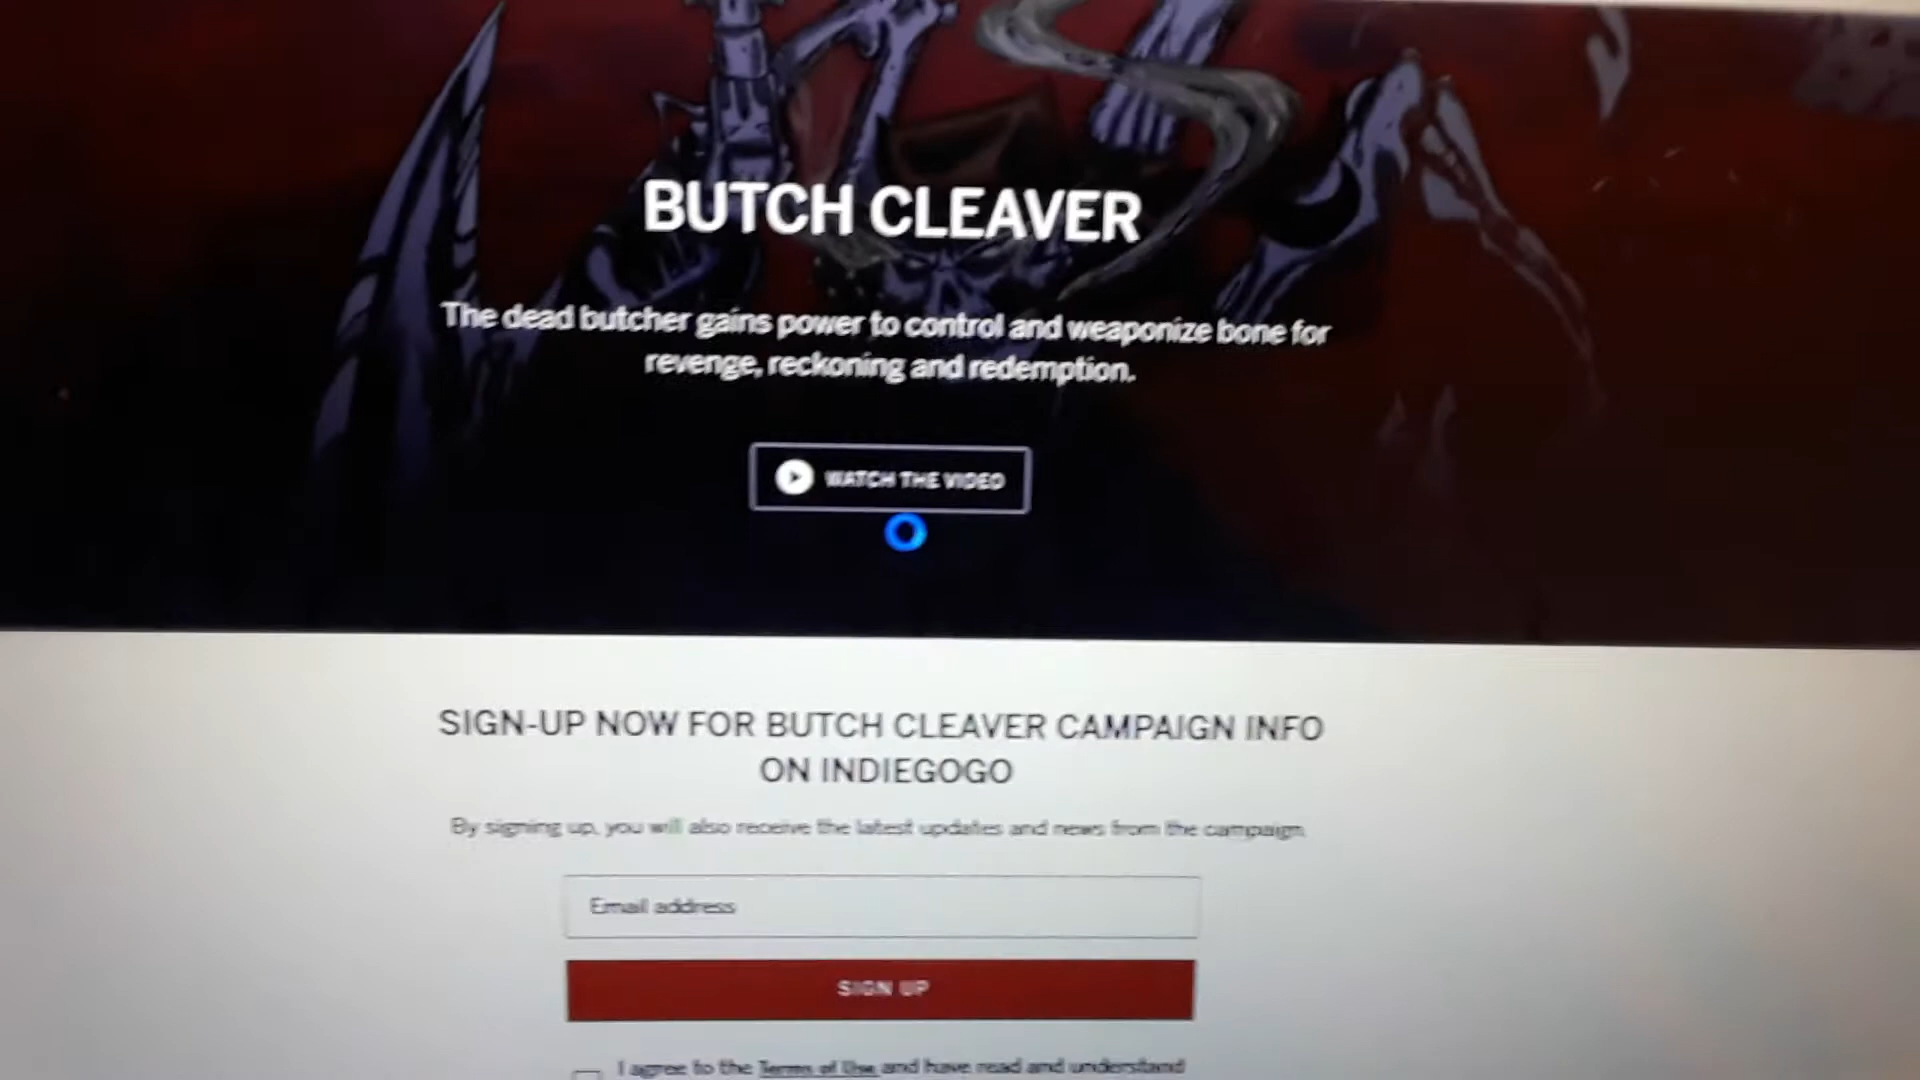 BUTCH CLEAVER
The dead butcher gains power to control and weaponize bone for
revenge, reckoning and redemption.
WATCH THE VIDEO
SIGN-UP NOW FOR BUTCH CLEAVER CAMPAIGN INFO
ON INDIEGOGO
By signing up, you will also receive the latest updates and news from the campaign.
Email address
SIGN UP
I agree to the Terms of Use and have read and understand